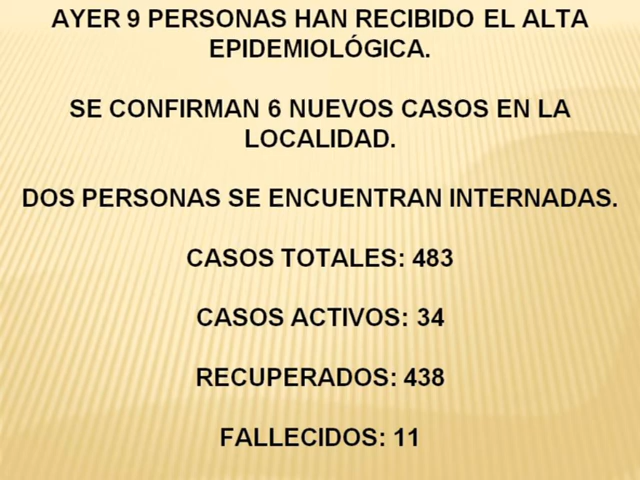 AYER 9 PERSONAS HAN RECIBIDO EL ALTA
EPIDEMIOLÓGICA.
SE CONFIRMAN 6 NUEVOS CASOS EN LA
LOCALIDAD.
DOS PERSONAS SE ENCUENTRAN INTERNADAS.
CASOS TOTALES: 483
CASOS ACTIVOS: 34
RECUPERADOS: 438
FALLECIDOS: 11